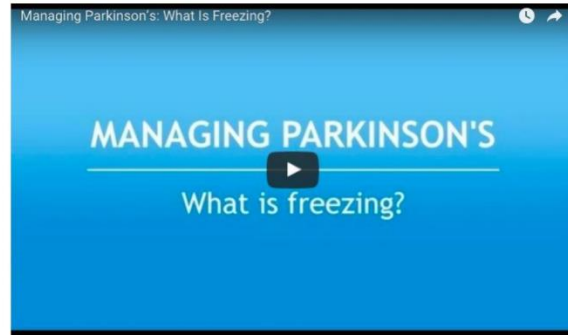 Managing Parkinson's: What Is Freezing?
MANAGING PARKINSON'S
What is freezing?